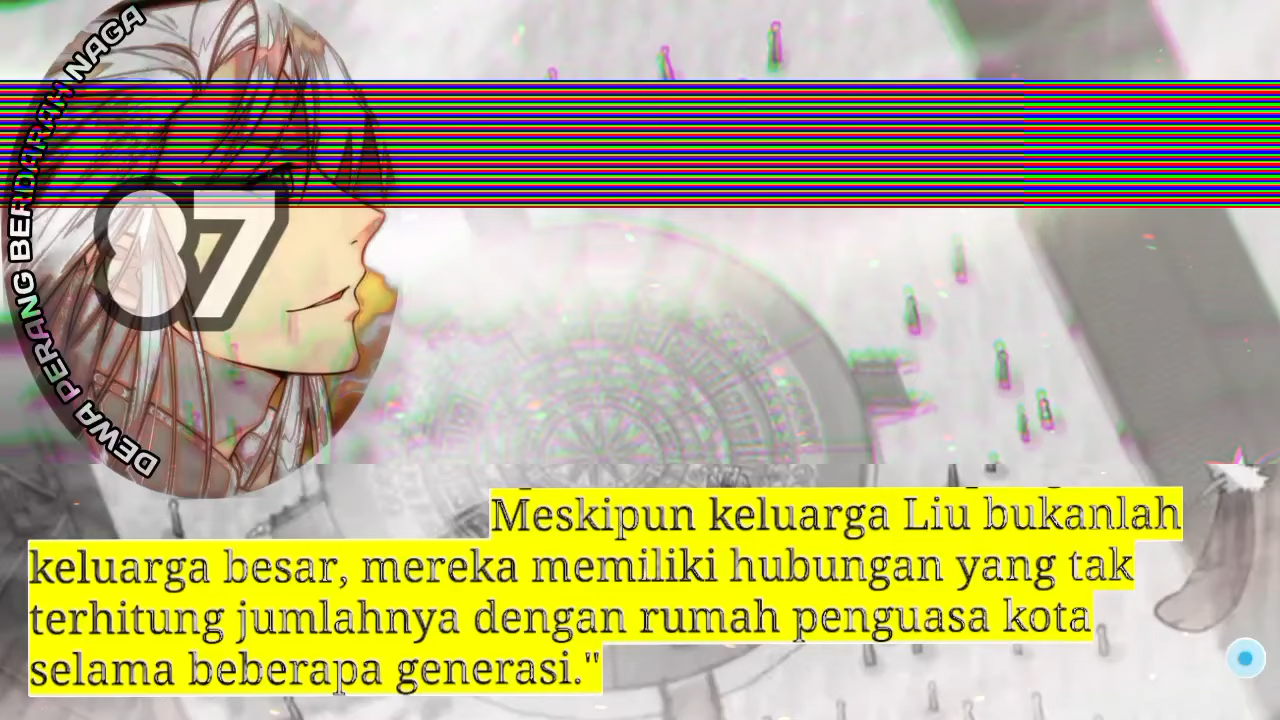 DEWA PERANG BERDARAH NAGA
87
Meskipun keluarga Liu bukanlah
keluarga besar, mereka memiliki hubungan yang tak
terhitung jumlahnya dengan rumah penguasa kota
selama beberapa generasi."